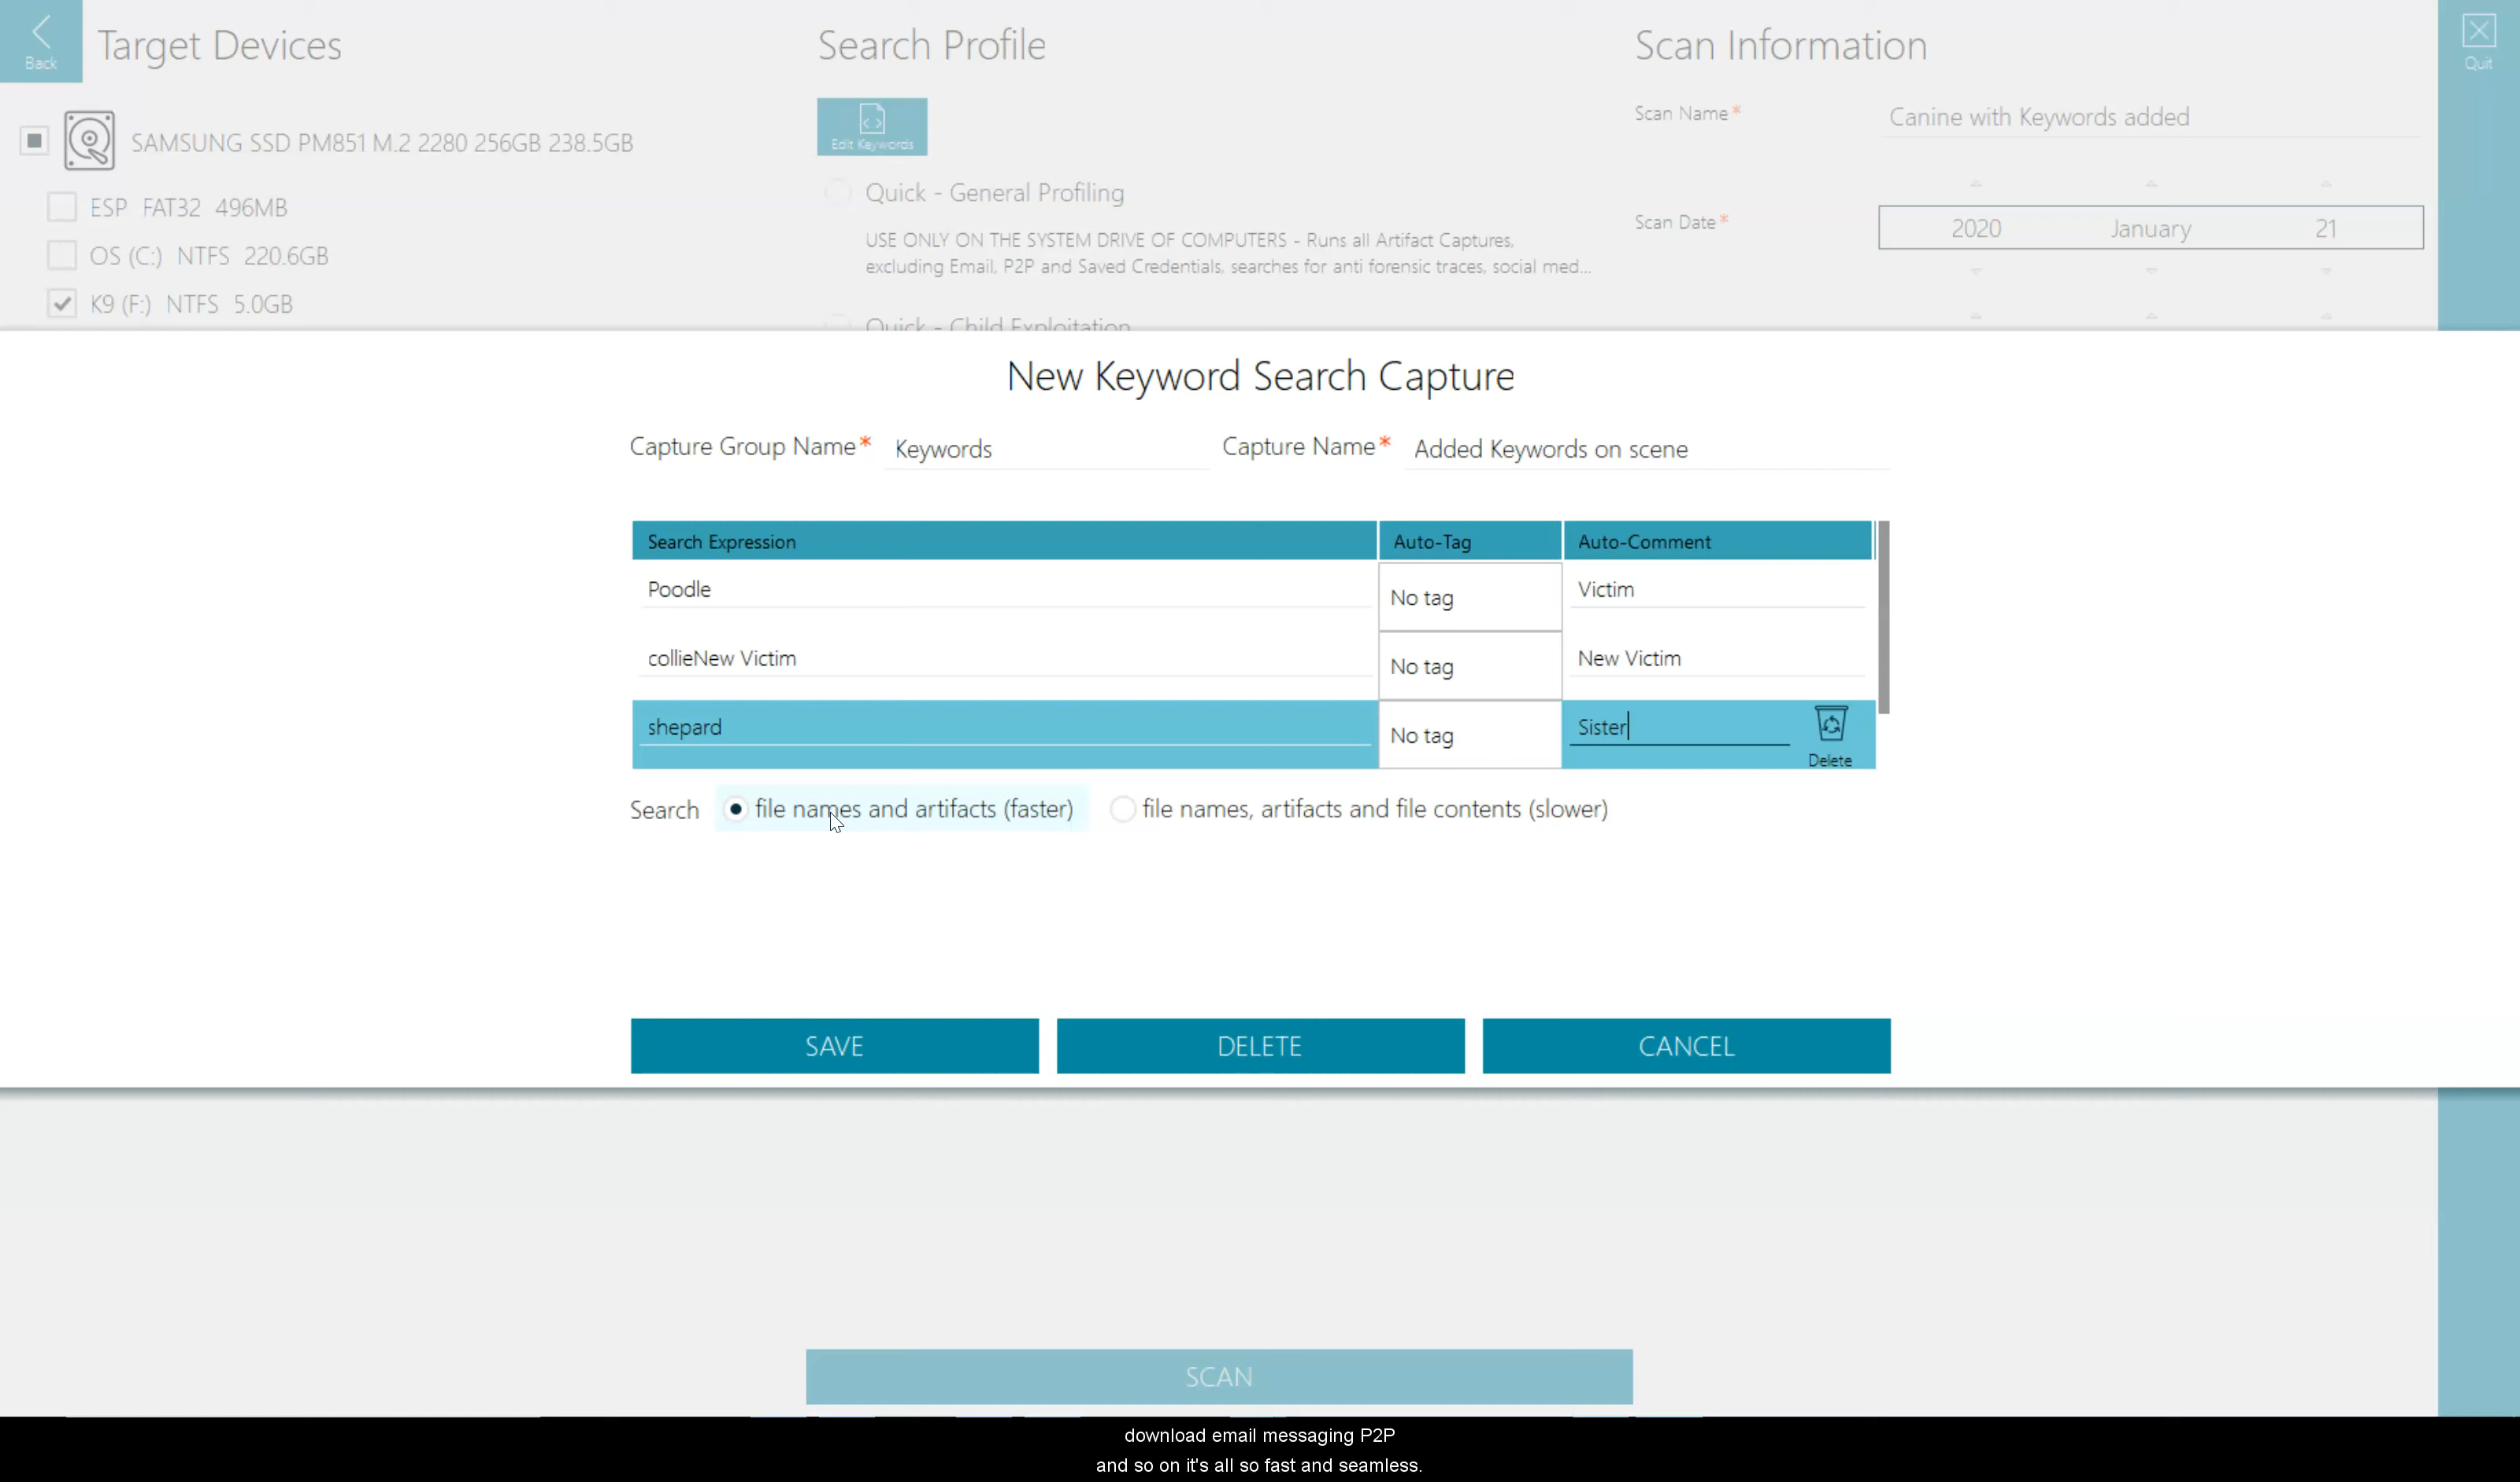 Back
Target Devices
Search Profile
Scan Information
Quit
SAMSUNG SSD PM851 M.2 2280 256GB 238.5GB
ESP FAT32 496MB
OS (C:) NTFS 220.6GB
K9 (F:) NTFS 5.0GB
Edit Keywords
Quick - General Profiling
USE ONLY ON THE SYSTEM DRIVE OF COMPUTERS - Runs all Artifact Captures,
excluding Email, P2P and Saved Credentials, searches for anti forensic traces, social med...
Quick - Child Exploitation
Scan Name* Canine with Keywords added
Scan Date* 2020 January 21
New Keyword Search Capture
Capture Group Name* Keywords Capture Name* Added Keywords on scene
Search Expression Auto-Tag Auto-Comment
Poodle No tag Victim
collieNew Victim No tag New Victim
shepard No tag Sister
Delete
Search file names and artifacts (faster) file names, artifacts and file contents (slower)
SAVE DELETE CANCEL
SCAN
download email messaging P2P
and so on it's all so fast and seamless.